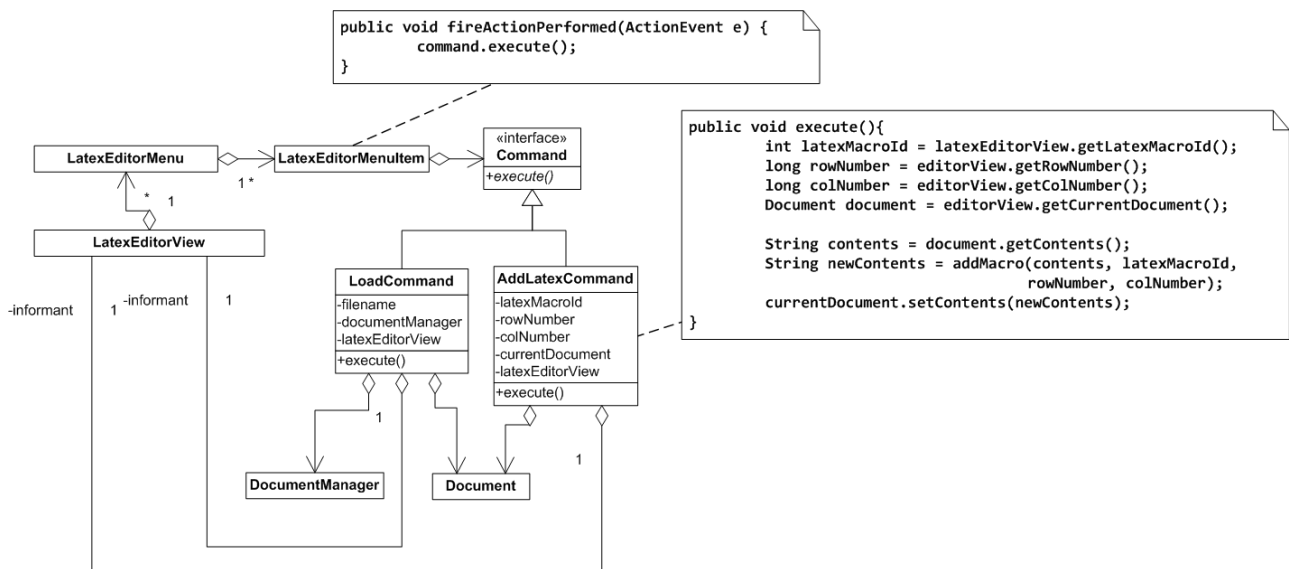 public void fireActionPerformed(ActionEvent e) {
command.execute();
}
public void execute(){
int latexMacroId = latexEditorView.getLatexMacroId();
long rowNumber = editorView.getRowNumber();
long colNumber = editorView.getColNumber();
Document document = editorView.getCurrentDocument();
String contents = document.getContents();
String newContents = addMacro(contents, latexMacroId,
rowNumber, colNumber);
currentDocument.setContents(newContents);
}
«interface»
Command
+execute()
LatexEditorMenu
LatexEditorMenuItem
1 *
* 1
LatexEditorView
-informant
1
-informant
1
LoadCommand
-filename
-documentManager
-latexEditorView
+execute()
AddLatexCommand
-latexMacroId
-rowNumber
-colNumber
-currentDocument
-latexEditorView
+execute()
1
1
DocumentManager
Document